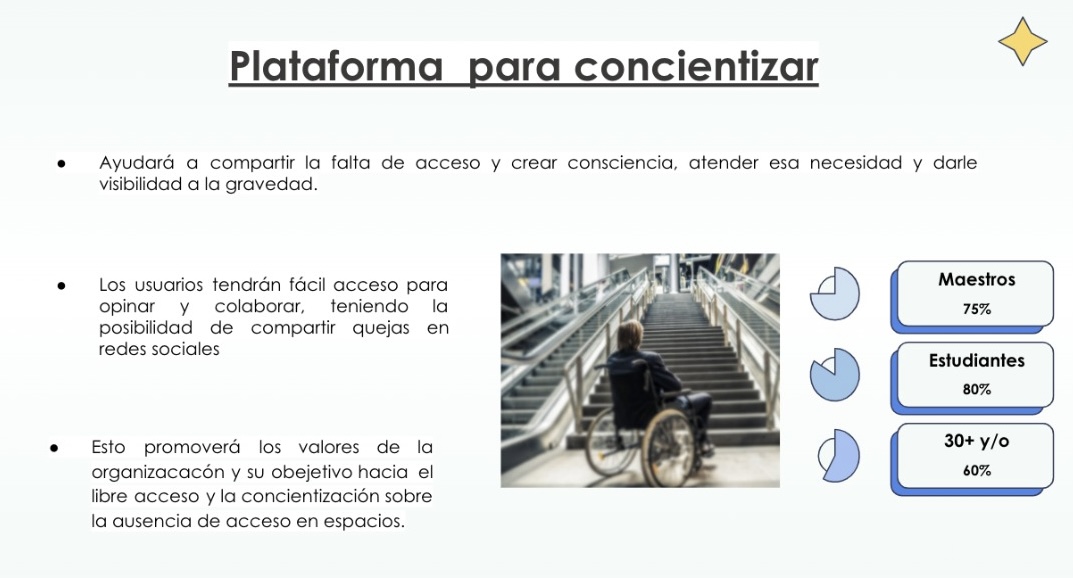 Plataforma para concientizar
● Ayudará a compartir la falta de acceso y crear consciencia, atender esa necesidad y darle
visibilidad a la gravedad.
● Los usuarios tendrán fácil acceso para
opinar y colaborar, teniendo la
posibilidad de compartir quejas en
redes sociales
● Esto promoverá los valores de la
organizacacón y su obejetivo hacia el
libre acceso y la concientización sobre
la ausencia de acceso en espacios.
Maestros
75%
Estudiantes
80%
30+ y/o
60%